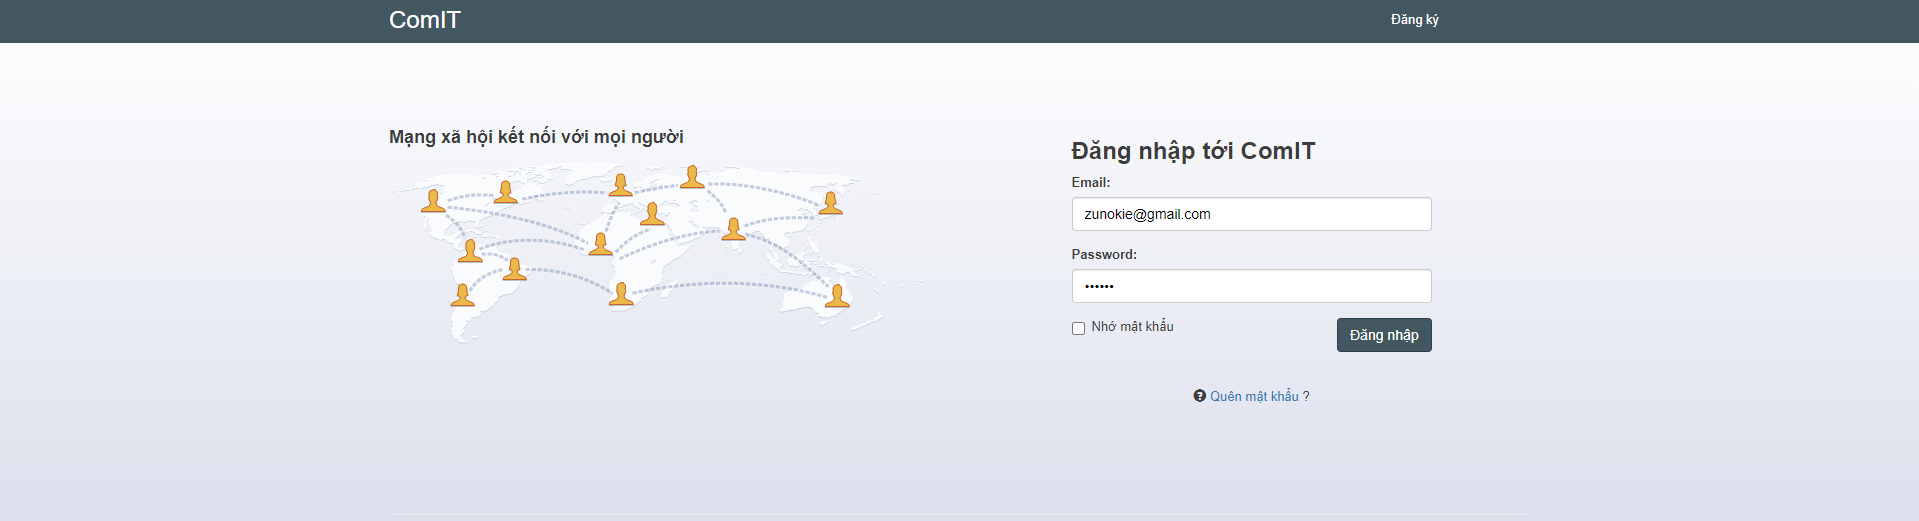 ComIT
Đăng ký
Mạng xã hội kết nối với mọi người
Đăng nhập tới ComIT
Email:
zunokie@gmail.com
Password:
••••••
Nhớ mật khẩu
Đăng nhập
Quên mật khẩu ?